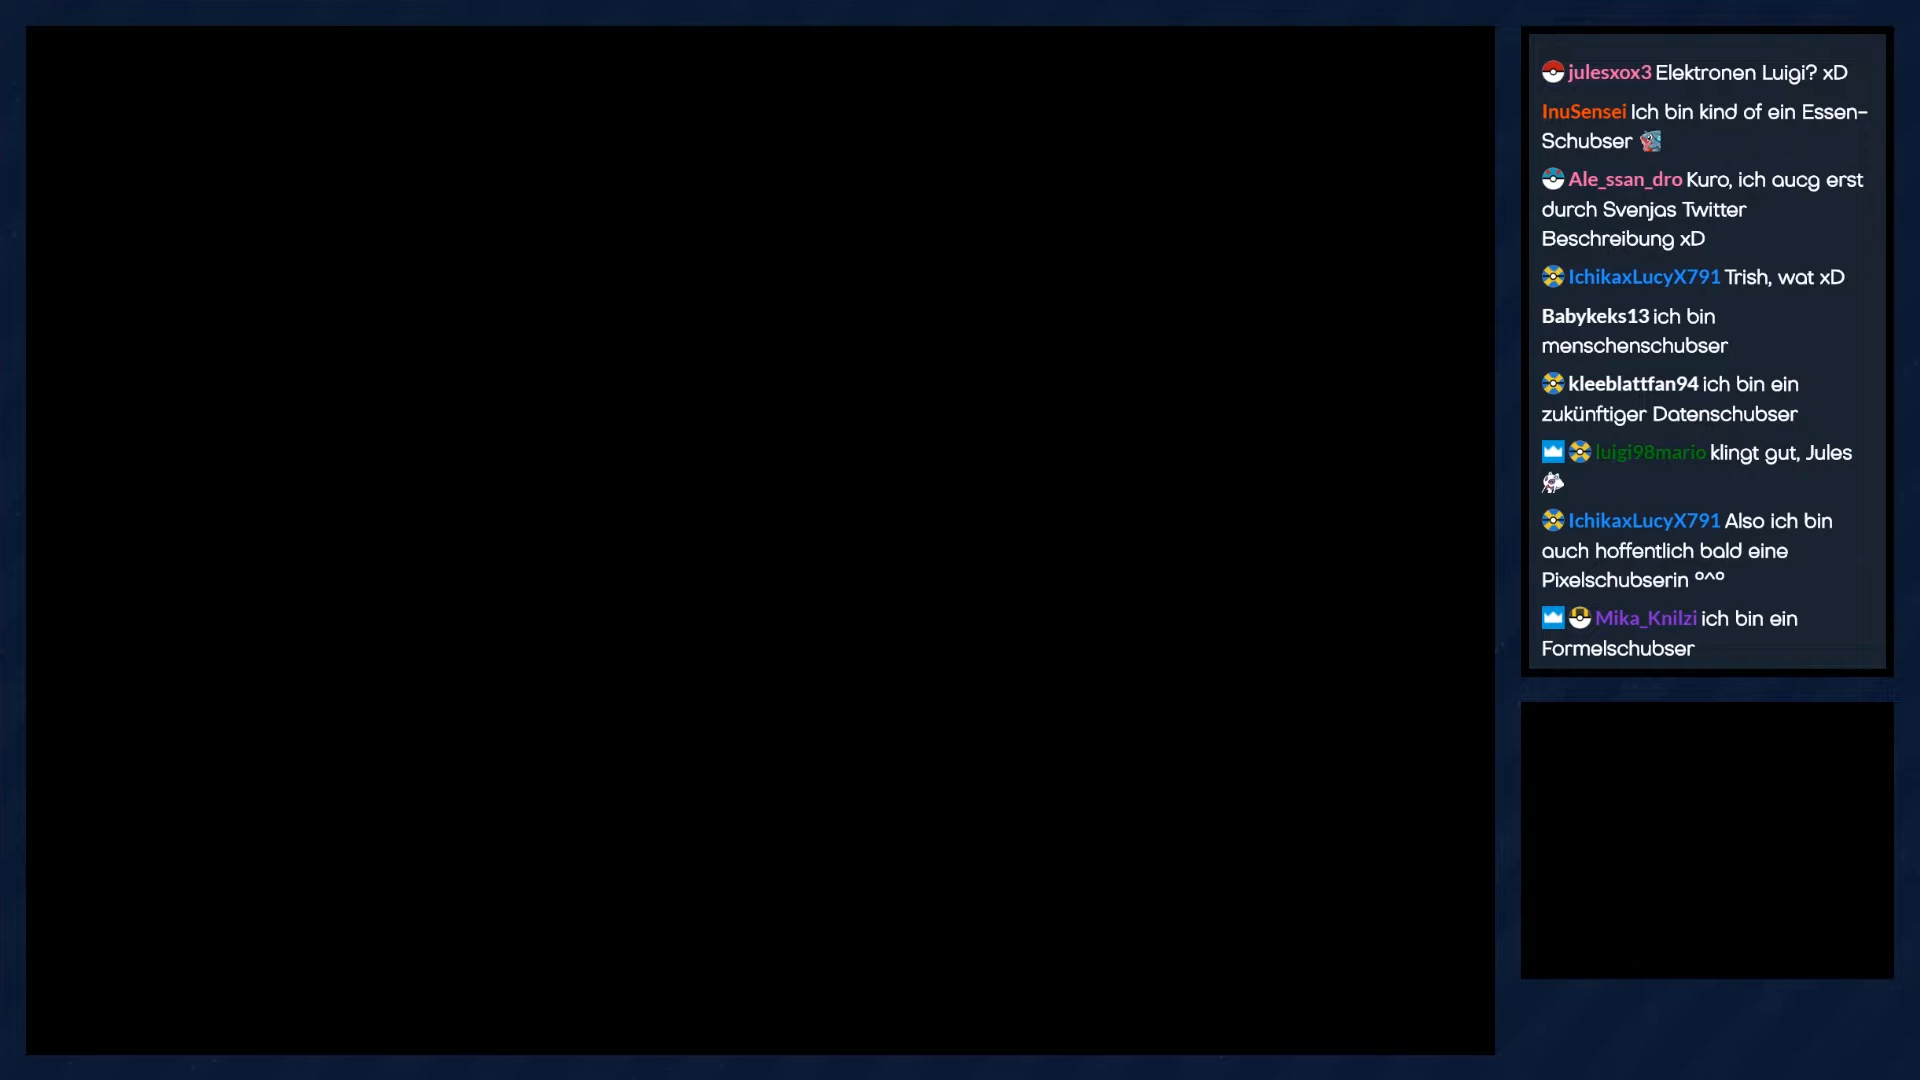 julesxox3 Elektronen Luigi? xD
InuSensei Ich bin kind of ein Essen-
Schubser
Ale_ssan_dro Kuro, ich aucg erst
durch Svenjas Twitter
Beschreibung xD
IchikaxLucyX791 Trish, wat xD
Babykeks13 ich bin
menschenschubser
kleeblattfan94 ich bin ein
zukünftiger Datenschubser
luigi98mario klingt gut, Jules
IchikaxLucyX791 Also ich bin
auch hoffentlich bald eine
Pixelschubserin º^º
Mika_Knilzi ich bin ein
Formelschubser